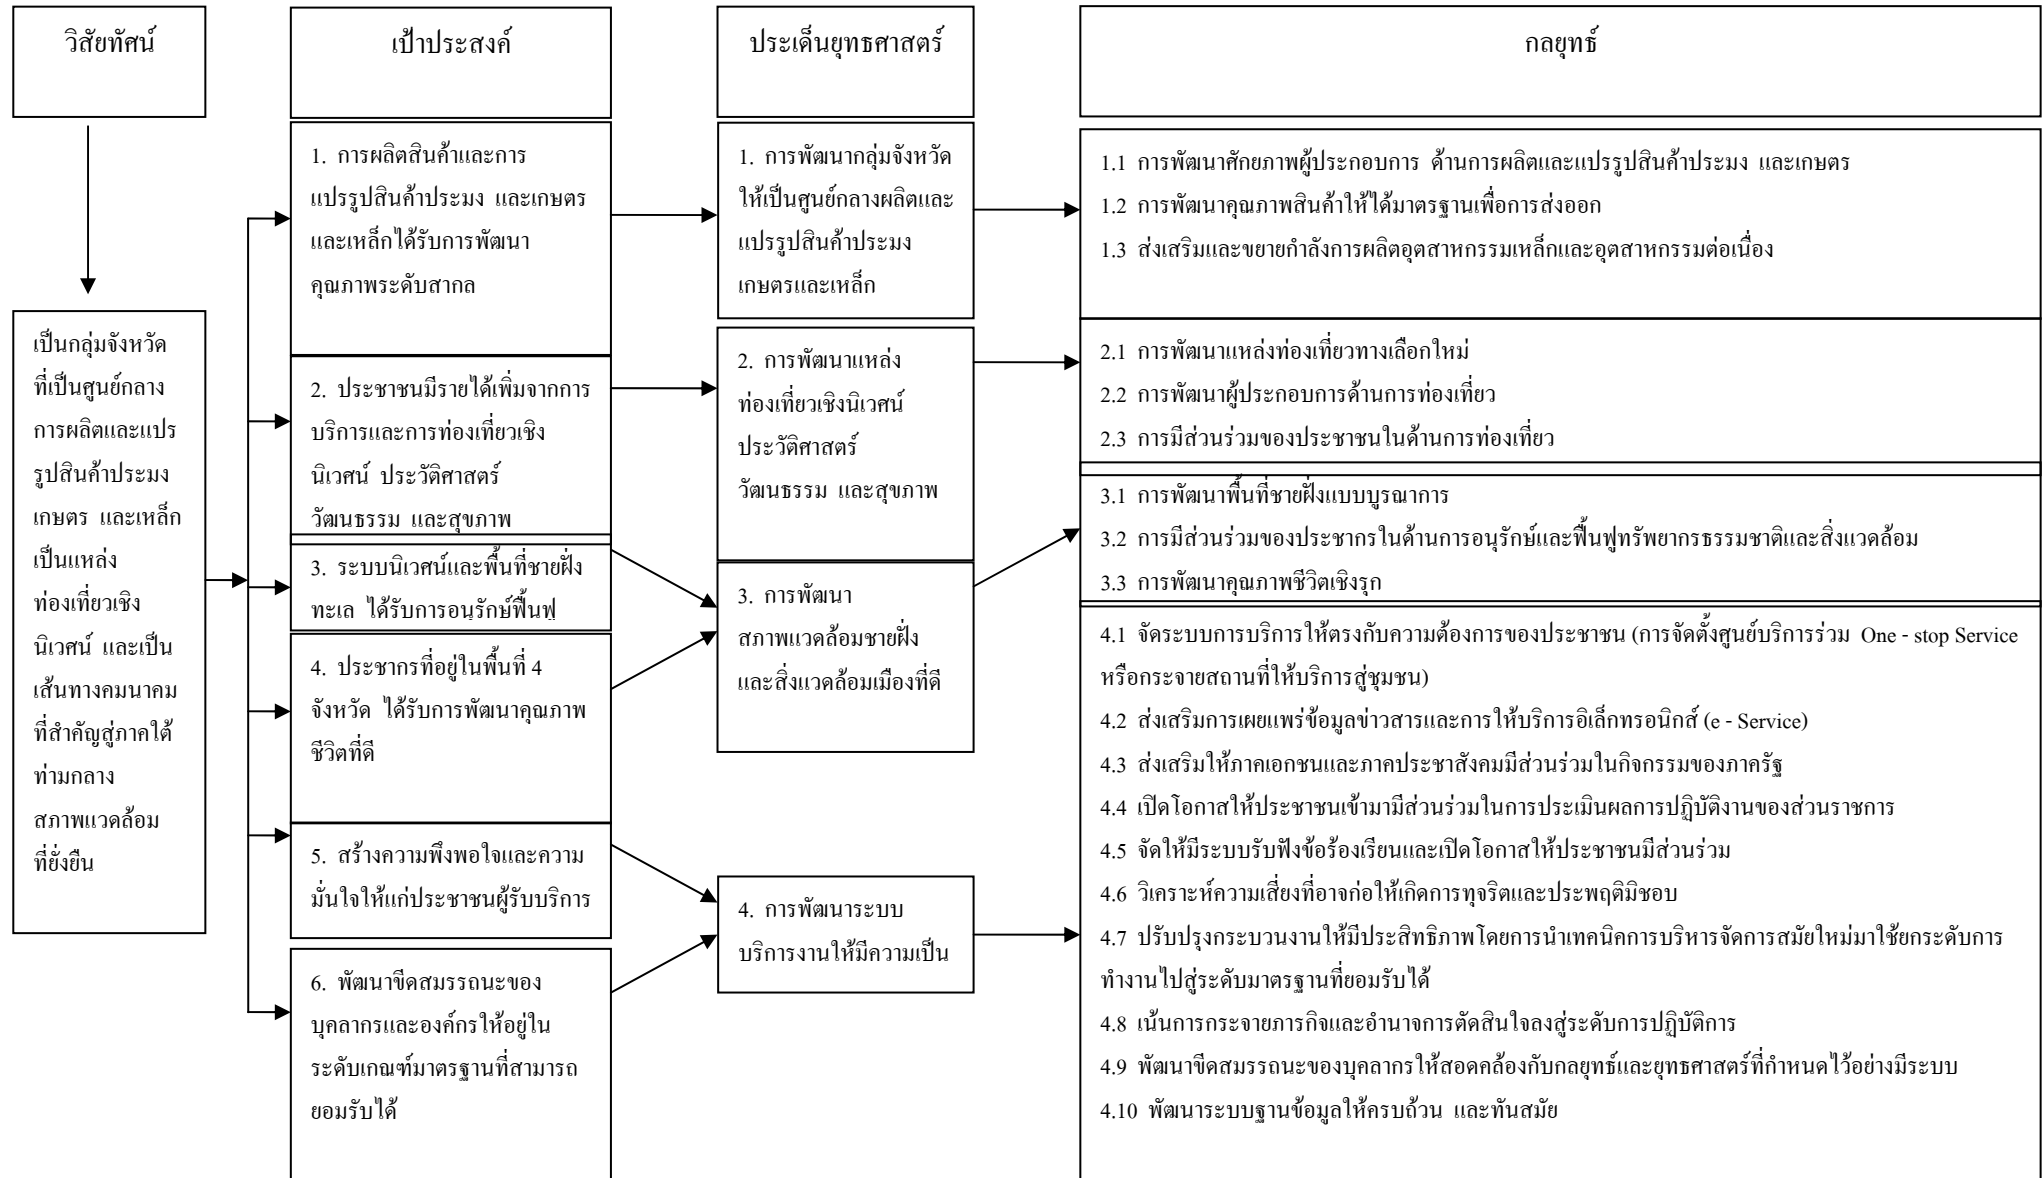 วิสัยทัศน์
เป้าประสงค์
ประเด็นยุทธศาสตร์
กลยุทธ์
เป็นกลุ่มจังหวัด
ที่เป็นศูนย์กลาง
การผลิตและแปร
รูปสินค้าประมง
เกษตร และเหล็ก
เป็นแหล่ง
ท่องเที่ยวเชิง
นิเวศน์ และเป็น
เส้นทางคมนาคม
ที่สำคัญสู่ภาคใต้
ท่ามกลาง
สภาพแวดล้อม
ที่ยั่งยืน
1. การผลิตสินค้าและการ
แปรรูปสินค้าประมง และเกษตร
และเหล็กได้รับการพัฒนา
คุณภาพระดับสากล
2. ประชาชนมีรายได้เพิ่มจากการ
บริการและการท่องเที่ยวเชิง
นิเวศน์ ประวัติศาสตร์
วัฒนธรรม และสุขภาพ
3. ระบบนิเวศน์และพื้นที่ชายฝั่ง
ทะเล ได้รับการอนุรักษ์ฟื้นฟู
4. ประชากรที่อยู่ในพื้นที่ 4
จังหวัด ได้รับการพัฒนาคุณภาพ
ชีวิตที่ดี
5. สร้างความพึงพอใจและความ
มั่นใจให้แก่ประชาชนผู้รับบริการ
6. พัฒนาขีดสมรรถนะของ
บุคลากรและองค์กรให้อยู่ใน
ระดับเกณฑ์มาตรฐานที่สามารถ
ยอมรับได้
1. การพัฒนากลุ่มจังหวัด
ให้เป็นศูนย์กลางผลิตและ
แปรรูปสินค้าประมง
เกษตรและเหล็ก
2. การพัฒนาแหล่ง
ท่องเที่ยวเชิงนิเวศน์
ประวัติศาสตร์
วัฒนธรรม และสุขภาพ
3. การพัฒนา
สภาพแวดล้อมชายฝั่ง
และสิ่งแวดล้อมเมืองที่ดี
4. การพัฒนาระบบ
บริการงานให้มีความเป็น
1.1 การพัฒนาศักยภาพผู้ประกอบการ ด้านการผลิตและแปรรูปสินค้าประมง และเกษตร
1.2 การพัฒนาคุณภาพสินค้าให้ได้มาตรฐานเพื่อการส่งออก
1.3 ส่งเสริมและขยายกำลังการผลิตอุตสาหกรรมเหล็กและอุตสาหกรรมต่อเนื่อง
2.1 การพัฒนาแหล่งท่องเที่ยวทางเลือกใหม่
2.2 การพัฒนาผู้ประกอบการด้านการท่องเที่ยว
2.3 การมีส่วนร่วมของประชาชนในด้านการท่องเที่ยว
3.1 การพัฒนาพื้นที่ชายฝั่งแบบบูรณาการ
3.2 การมีส่วนร่วมของประชากรในด้านการอนุรักษ์และฟื้นฟูทรัพยากรธรรมชาติและสิ่งแวดล้อม
3.3 การพัฒนาคุณภาพชีวิตเชิงรุก
4.1 จัดระบบการบริการให้ตรงกับความต้องการของประชาชน (การจัดตั้งศูนย์บริการร่วม One - stop Service
หรือกระจายสถานที่ให้บริการสู่ชุมชน)
4.2 ส่งเสริมการเผยแพร่ข้อมูลข่าวสารและการให้บริการอิเล็กทรอนิกส์ (e - Service)
4.3 ส่งเสริมให้ภาคเอกชนและภาคประชาสังคมมีส่วนร่วมในกิจกรรมของภาครัฐ
4.4 เปิดโอกาสให้ประชาชนเข้ามามีส่วนร่วมในการประเมินผลการปฏิบัติงานของส่วนราชการ
4.5 จัดให้มีระบบรับฟังข้อร้องเรียนและเปิดโอกาสให้ประชาชนมีส่วนร่วม
4.6 วิเคราะห์ความเสี่ยงที่อาจก่อให้เกิดการทุจริตและประพฤติมิชอบ
4.7 ปรับปรุงกระบวนงานให้มีประสิทธิภาพโดยการนำเทคนิคการบริหารจัดการสมัยใหม่มาใช้ยกระดับการ
ทำงานไปสู่ระดับมาตรฐานที่ยอมรับได้
4.8 เน้นการกระจายภารกิจและอำนาจการตัดสินใจลงสู่ระดับการปฏิบัติการ
4.9 พัฒนาขีดสมรรถนะของบุคลากรให้สอดคล้องกับกลยุทธ์และยุทธศาสตร์ที่กำหนดไว้อย่างมีระบบ
4.10 พัฒนาระบบฐานข้อมูลให้ครบถ้วน และทันสมัย